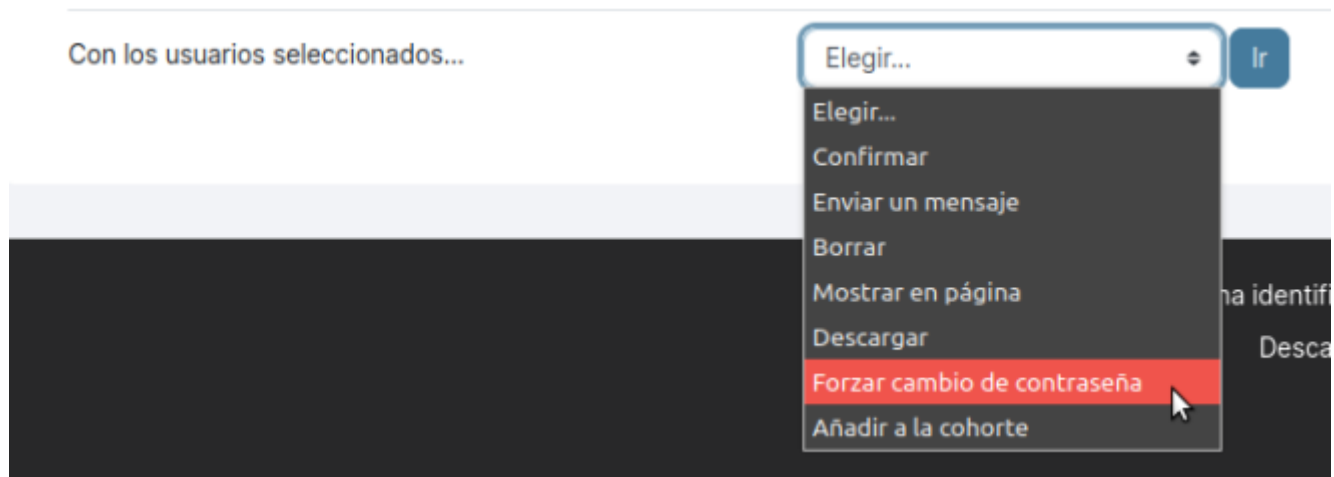 Con los usuarios seleccionados...
Elegir...
Ir
Elegir...
Confirmar
Enviar un mensaje
Borrar
Mostrar en página
Descargar
Forzar cambio de contraseña
Añadir a la cohorte